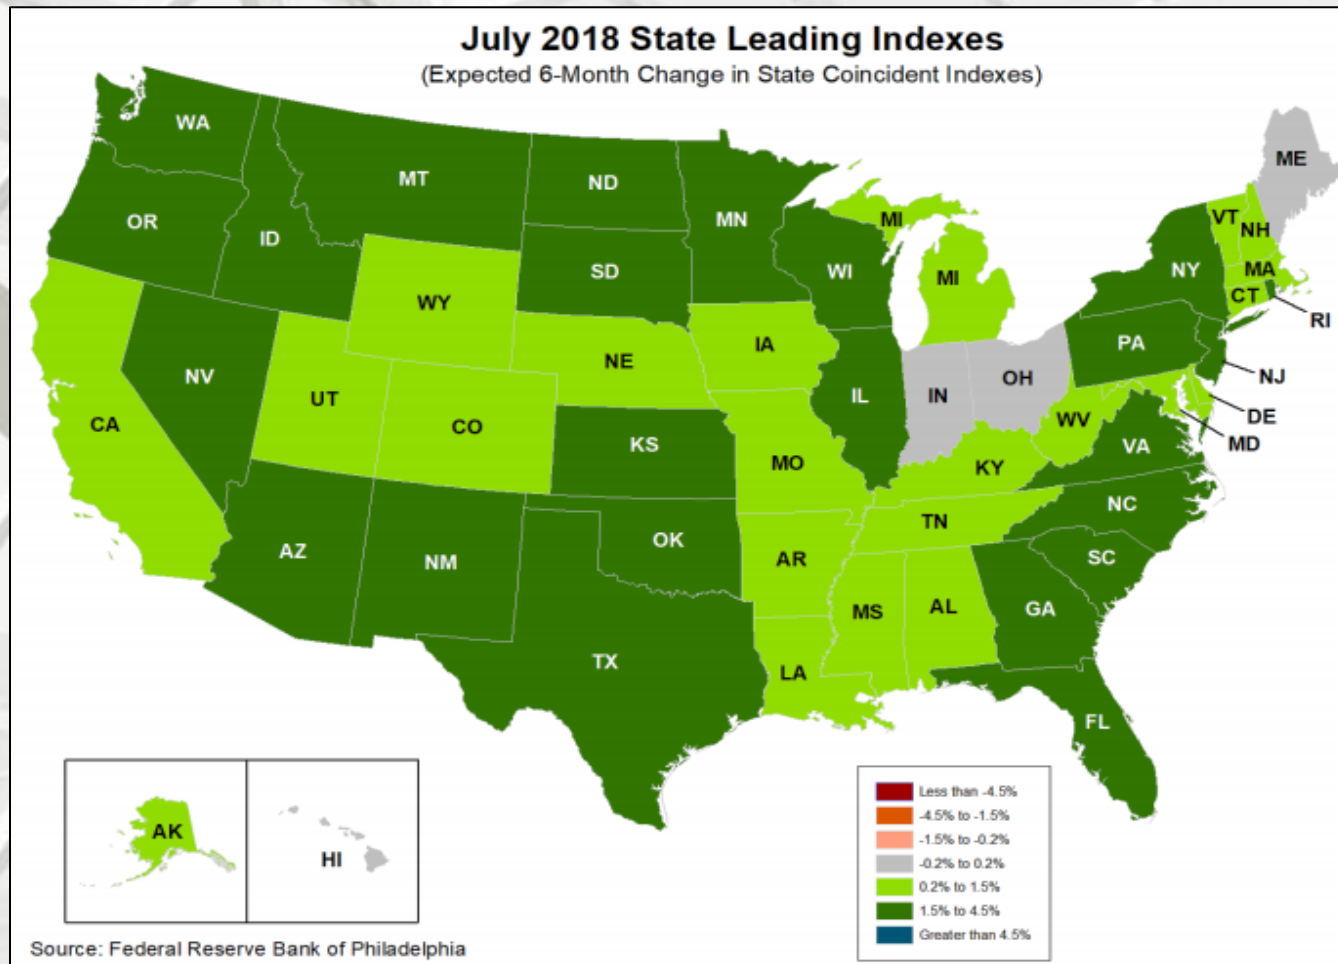 July 2018 State Leading Indexes
(Expected 6-Month Change in State Coincident Indexes)
WA
MT
ND
MN
ME
OR
ID
SD
WI
MI
MI
VT
NH
NY
MA
CT
RI
WY
IA
NE
PA
NV
UT
CO
IL
IN
OH
NJ
DE
MD
CA
KS
MO
WV
VA
KY
NC
TN
AZ
NM
OK
AR
SC
MS
AL
GA
TX
LA
FL
AK
HI
Less than -4.5%
-4.5% to -1.5%
-1.5% to -0.2%
-0.2% to 0.2%
0.2% to 1.5%
1.5% to 4.5%
Greater than 4.5%
Source: Federal Reserve Bank of Philadelphia